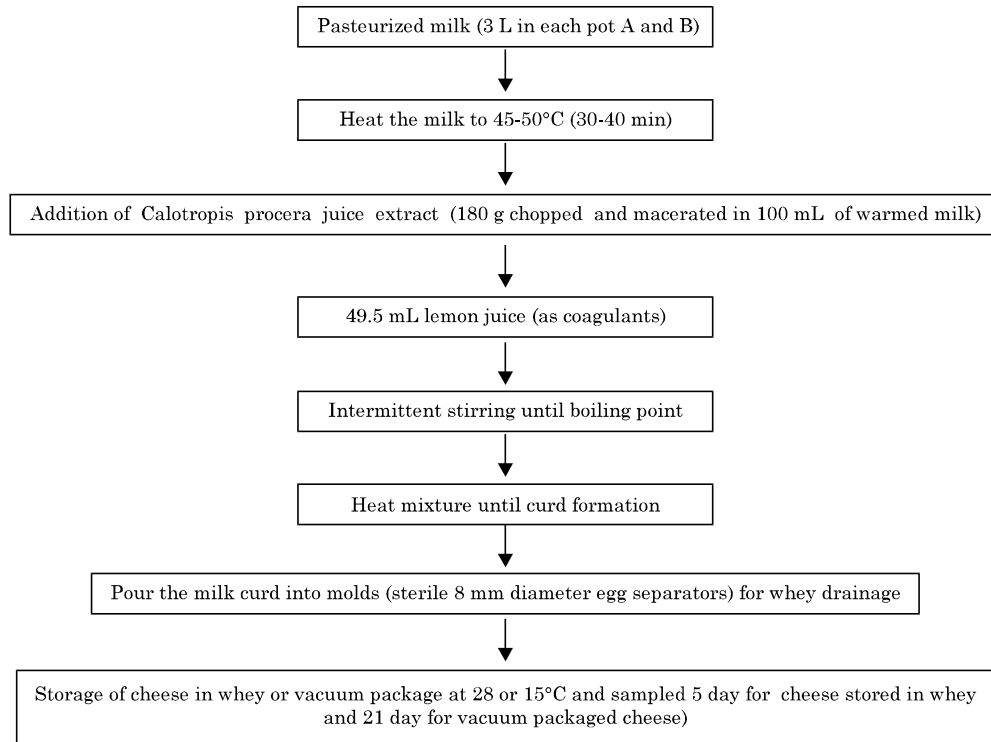 Pasteurized milk (3 L in each pot A and B)
Heat the milk to 45-50°C (30-40 min)
Addition of Calotropis procera juice extract (180 g chopped and macerated in 100 mL of warmed milk)
49.5 mL lemon juice (as coagulants)
Intermittent stirring until boiling point
Heat mixture until curd formation
Pour the milk curd into molds (sterile 8 mm diameter egg separators) for whey drainage
Storage of cheese in whey or vacuum package at 28 or 15°C and sampled 5 day for cheese stored in whey
and 21 day for vacuum packaged cheese)